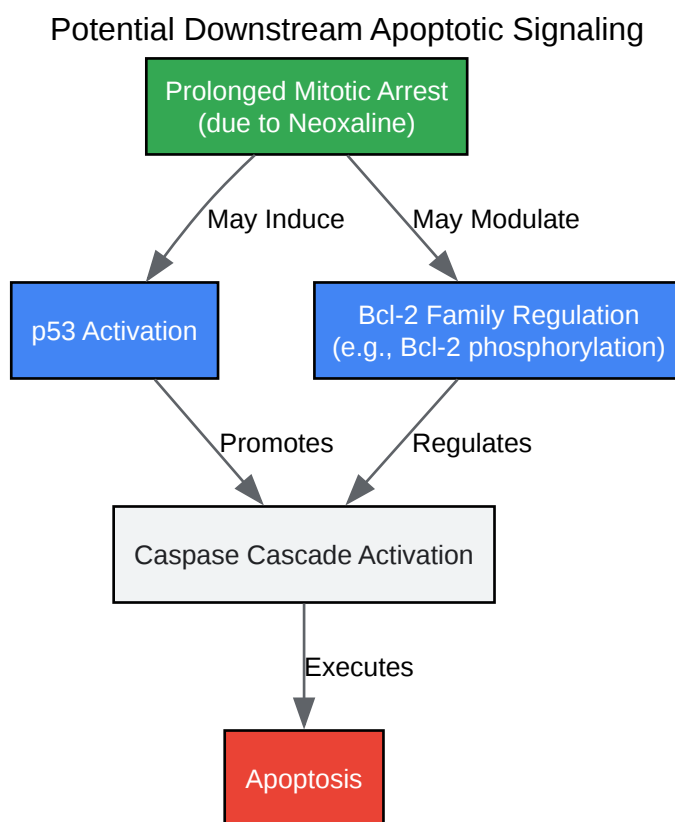 Potential Downstream Apoptotic Signaling
Prolonged Mitotic Arrest
(due to Neoxaline)
May Induce
May Modulate
p53 Activation
Bcl-2 Family Regulation
(e.g., Bcl-2 phosphorylation)
Promotes
Regulates
Caspase Cascade Activation
Executes
Apoptosis